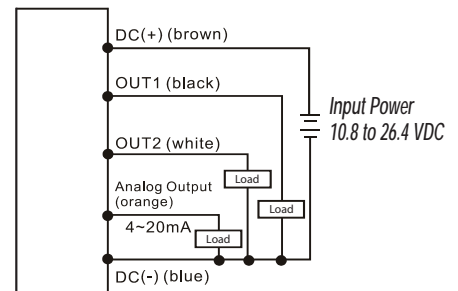 DC(+) (brown)
OUT1 (black)
Input Power
10.8 to 26.4 VDC
OUT2 (white)
Load
Analog Output
(orange)
Load
4~20mA
Load
DC(-) (blue)